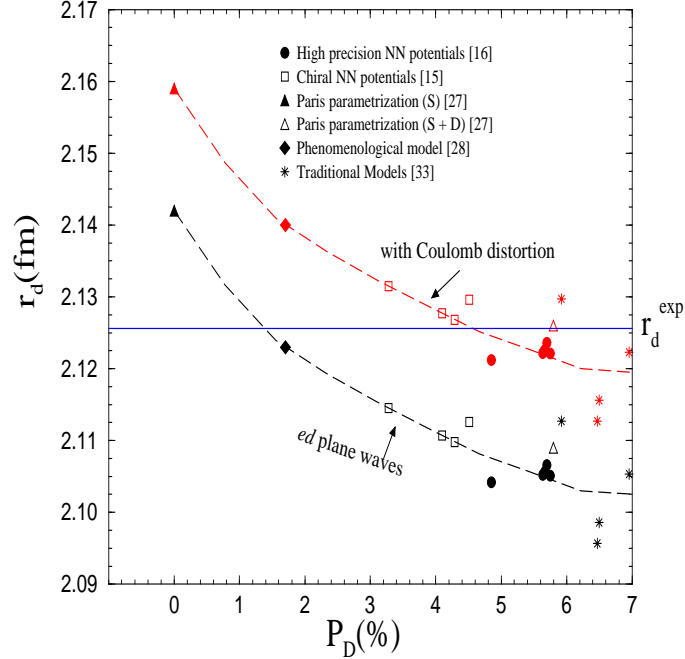 2.17
2.16
2.15
2.14
2.13
2.12
2.11
2.10
2.09
r_d(fm)
High precision NN potentials [16]
Chiral NN potentials [15]
Paris parametrization (S) [27]
Paris parametrization (S + D) [27]
Phenomenological model [28]
Traditional Models [33]
with Coulomb distortion
r_d^exp
ed plane waves
0 1 2 3 4 5 6 7
P_D(%)